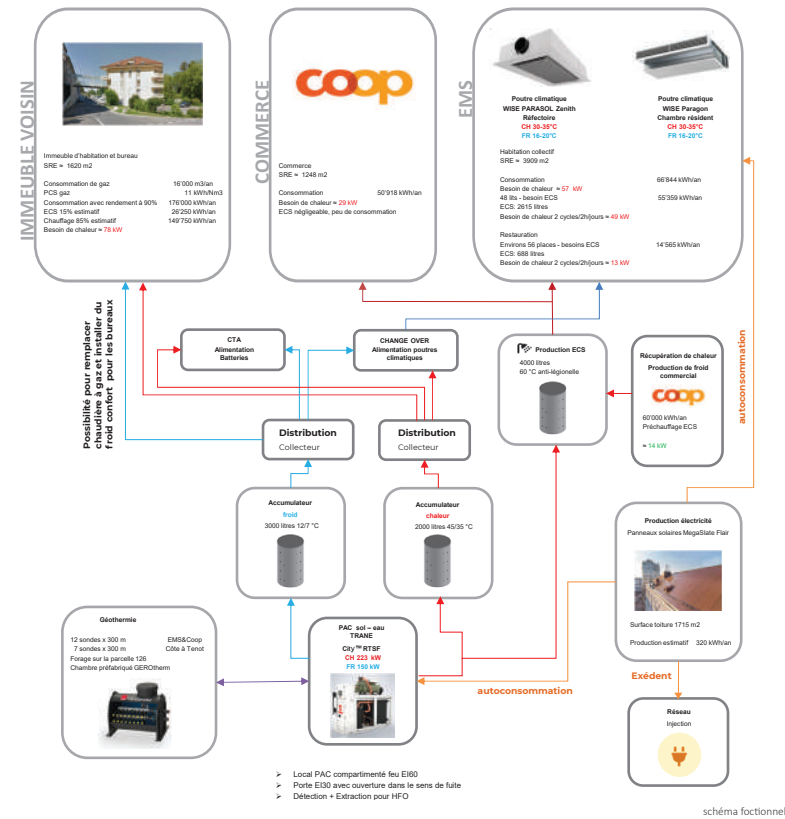 IMMEUBLE VOISIN
Immeuble d'habitation et bureau
SRE ≈ 1620 m2
Consommation de gaz 16'000 m3/an
PCS gaz 11 kWh/Nm3
Consommation avec rendement à 90% 176'000 kWh/an
ECS 15% estimatif 26'250 kWh/an
Chauffage 85% estimatif 149'750 kWh/an
Besoin de chaleur ≈ 78 kW
COMMERCE
coop
Commerce
SRE ≈ 1248 m2
Consommation 50'918 kWh/an
Besoin de chaleur ≈ 29 kW
ECS négligeable, peu de consommation
EMS
Poutre climatique
WISE PARASOL Zenith
Réfectoire
CH 30-35°C
FR 16-20°C
Poutre climatique
WISE Paragon
Chambre résident
CH 30-35°C
FR 16-20°C
Habitation collectif
SRE ≈ 3909 m2
Consommation 66'844 kWh/an
Besoin de chaleur ≈ 57 kW
48 lits - besoin ECS 55'359 kWh/an
ECS: 2615 litres
Besoin de chaleur 2 cycles/2h/jours ≈ 49 kW
Restauration
Environs 56 places - besoins ECS 14'565 kWh/an
ECS: 688 litres
Besoin de chaleur 2 cycles/2h/jours ≈ 13 kW
Possibilité pour remplacer
chaudière à gaz et installer du
froid confort pour les bureaux
CTA
Alimentation
Batteries
CHANGE OVER
Alimentation poutres
climatiques
Production ECS
4000 litres
60 °C anti-légionelle
Récupération de chaleur
Production de froid
commercial
coop
60'000 kWh/an
Préchauffage ECS
≈ 14 kW
autoconsommation
Distribution
Collecteur
Distribution
Collecteur
Accumulateur
froid
3000 litres 12/7 °C
Accumulateur
chaleur
2000 litres 45/35 °C
Production électricité
Panneaux solaires MegaSlate Flair
Surface toiture 1715 m2
Production estimatif 320 kWh/an
Géothermie
12 sondes x 300 m EMS&Coop
7 sondes x 300 m Côte à Tenot
Forage sur la parcelle 126
Chambre préfabriqué GEROtherm
PAC sol – eau
TRANE
City™ RTSF
CH 223 kW
FR 150 kW
autoconsommation
Exédent
Réseau
Injection
➢ Local PAC compartimenté feu EI60
➢ Porte EI30 avec ouverture dans le sens de fuite
➢ Détection + Extraction pour HFO
schéma foctionnel